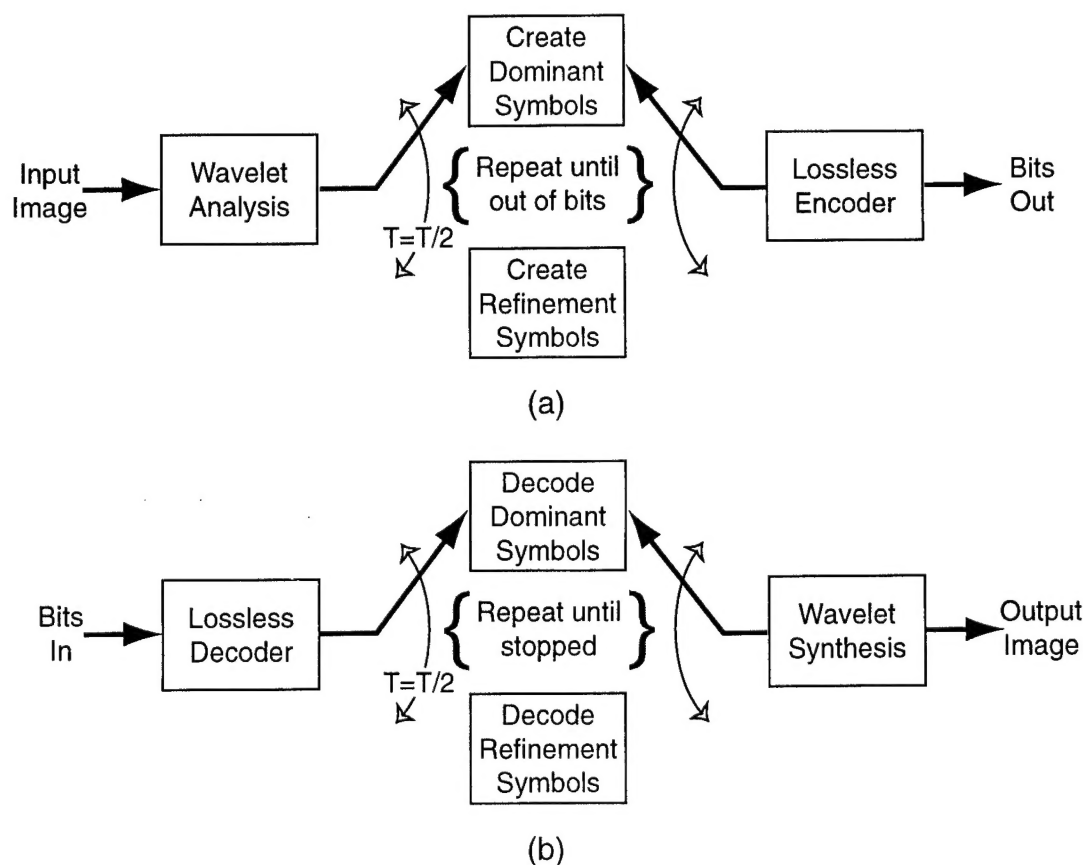 Create
Dominant
Symbols
Input
Image
Wavelet
Analysis
T=T/2
{ Repeat until }
out of bits
Create
Refinement
Symbols
Lossless
Encoder
Bits
Out
(a)
Decode
Dominant
Symbols
Bits
In
Lossless
Decoder
T=T/2
{ Repeat until }
stopped
Decode
Refinement
Symbols
Wavelet
Synthesis
Output
Image
(b)